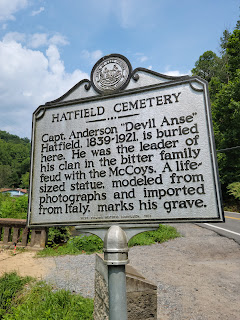 HATFIELD CEMETERY
Capt. Anderson "Devil Anse"
Hatfield, 1839-1921, is buried
here. He was the leader of
his clan in the bitter family
feud with the McCoys. A life-
sized statue, modeled from
photographs and imported
from Italy, marks his grave.